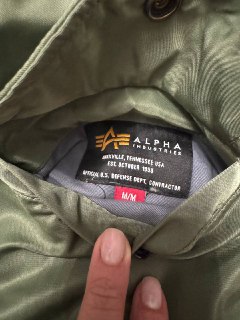 ALPHA
INDUSTRIES
KNOXVILLE, TENNESSEE USA
EST. OCTOBER 1959
OFFICIAL U.S. DEFENSE DEPT. CONTRACTOR
M/M